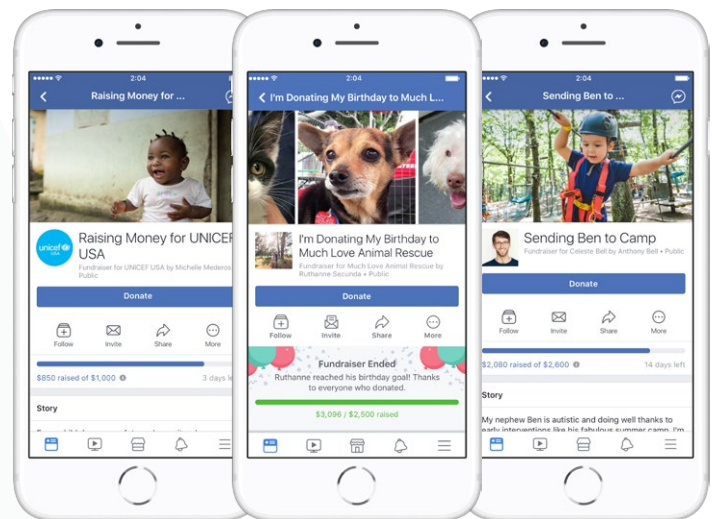 2:04
Raising Money for ...
unicef
USA
Raising Money for UNICEF
USA
Fundraiser for UNICEF USA by Michelle Mederos
Public
Donate
Follow
Invite
Share
More
$850 raised of $1,000
3 days le
Story
2:04
I'm Donating My Birthday to Much L...
I'm Donating My Birthday to
Much Love Animal Rescue
Fundraiser for Much Love Animal Rescue by
Ruthanne Secunda • Public
Donate
Follow
Invite
Share
More
Fundraiser Ended
Ruthanne reached his birthday goal! Thanks
to everyone who donated.
$3,096 / $2,500 raised
2:04
Sending Ben to ...
Sending Ben to Camp
Fundraiser for Celeste Bell by Anthony Bell • Public
Donate
Follow
Invite
Share
More
$2,080 raised of $2,600
14 days left
Story
My nephew Ben is autistic and doing well thanks to
early interventions like his fabulous summer camp. I'm